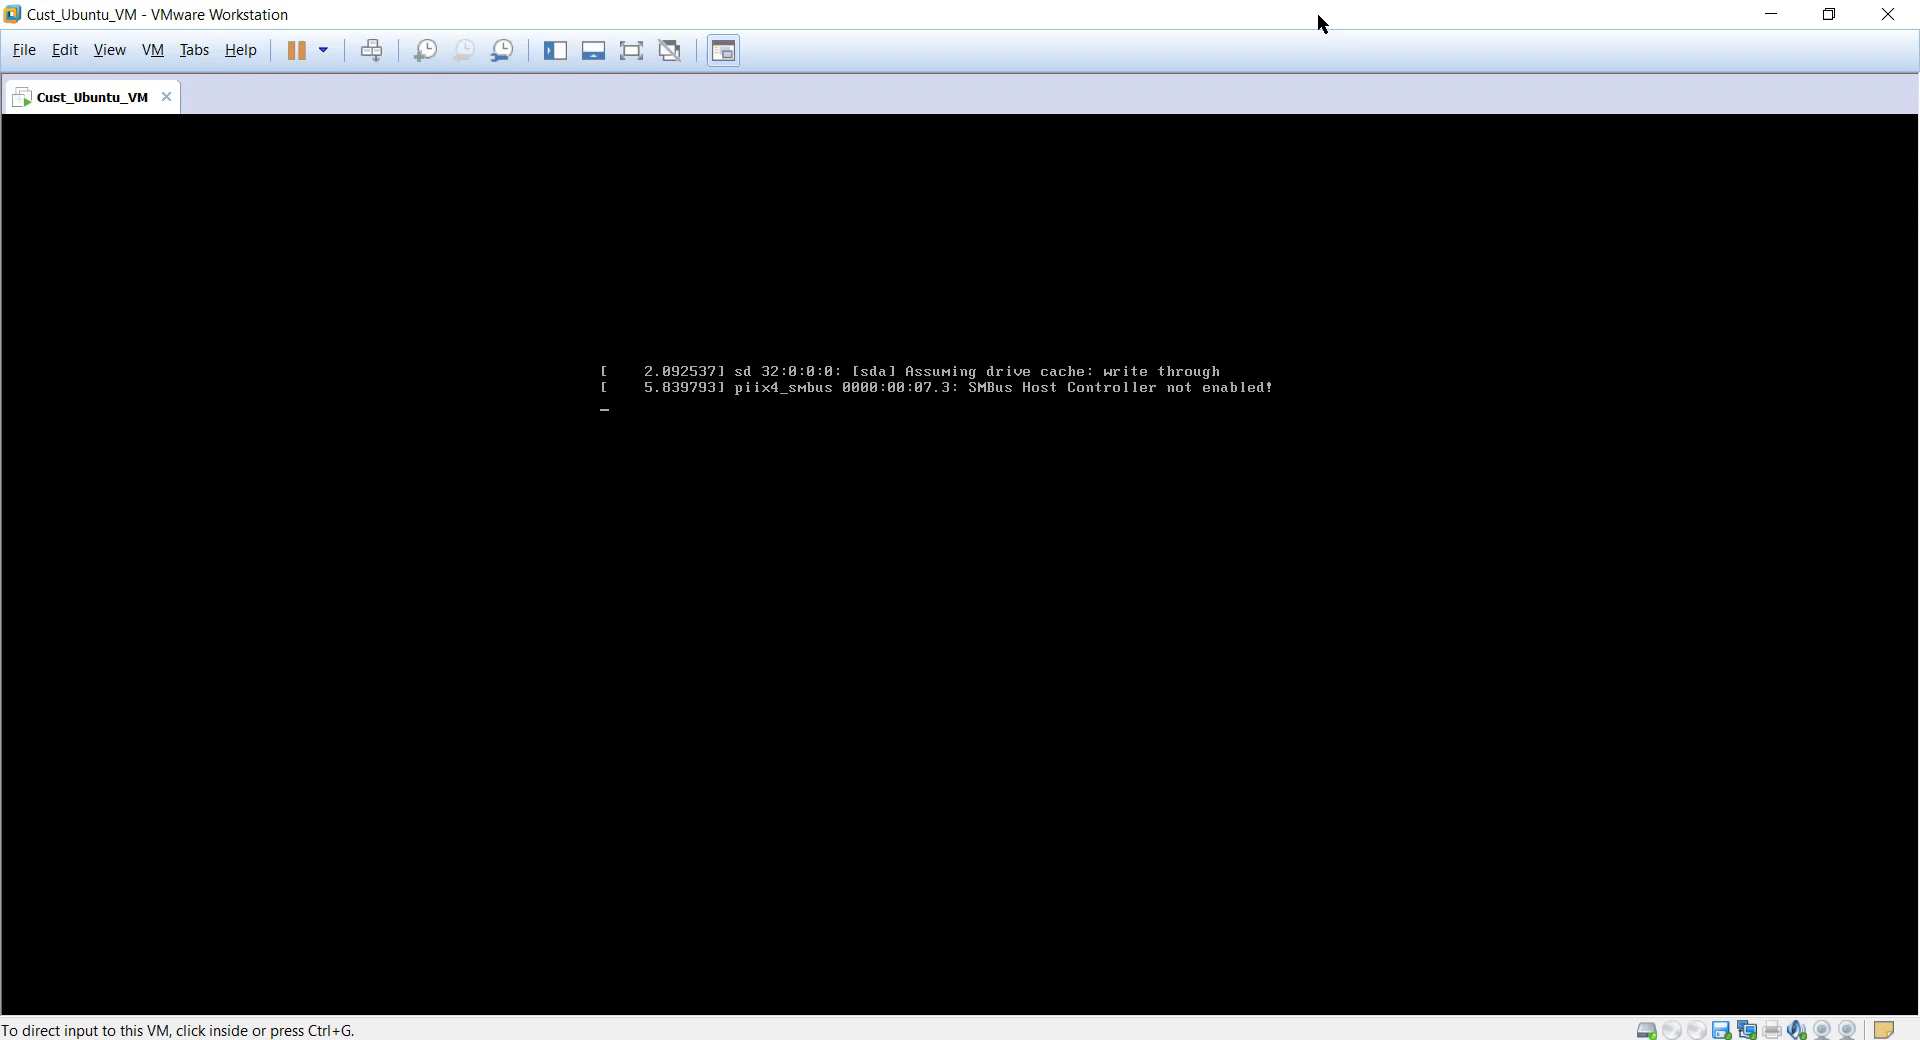 Cust_Ubuntu_VM - VMware Workstation
File Edit View VM Tabs Help
Cust_Ubuntu_VM
[    2.092537] sd 32:0:0:0: [sda] Assuming drive cache: write through
[    5.839793] piix4_smbus 0000:00:07.3: SMBus Host Controller not enabled!
_
To direct input to this VM, click inside or press Ctrl+G.